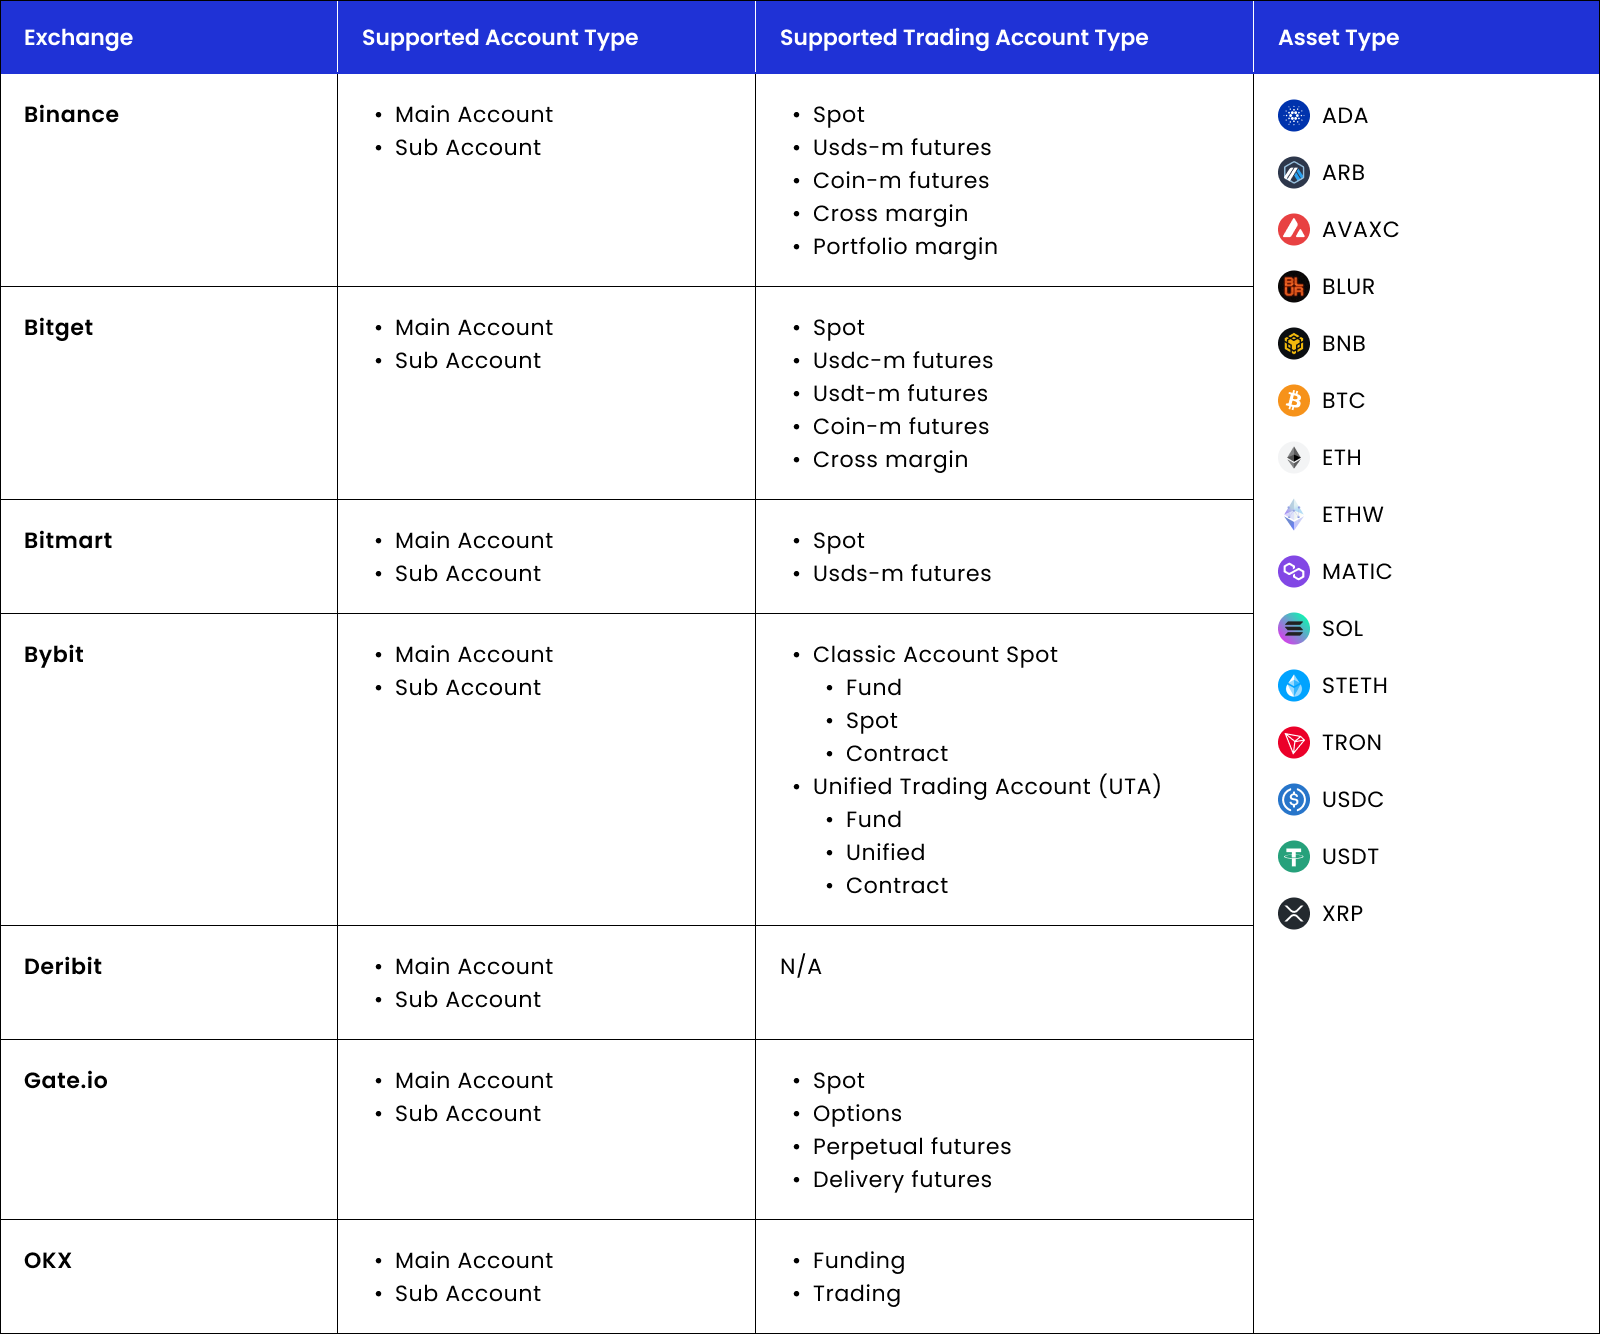 Exchange
Supported Account Type
Supported Trading Account Type
Asset Type
Binance
• Main Account
• Sub Account
• Spot
• Usds-m futures
• Coin-m futures
• Cross margin
• Portfolio margin
Bitget
• Main Account
• Sub Account
• Spot
• Usdc-m futures
• Usdt-m futures
• Coin-m futures
• Cross margin
Bitmart
• Main Account
• Sub Account
• Spot
• Usds-m futures
Bybit
• Main Account
• Sub Account
• Classic Account Spot
• Fund
• Spot
• Contract
• Unified Trading Account (UTA)
• Fund
• Unified
• Contract
Deribit
• Main Account
• Sub Account
N/A
Gate.io
• Main Account
• Sub Account
• Spot
• Options
• Perpetual futures
• Delivery futures
OKX
• Main Account
• Sub Account
• Funding
• Trading
ADA
ARB
AVAXC
BL
UR
BLUR
BNB
BTC
ETH
ETHW
MATIC
SOL
STETH
TRON
USDC
USDT
XRP